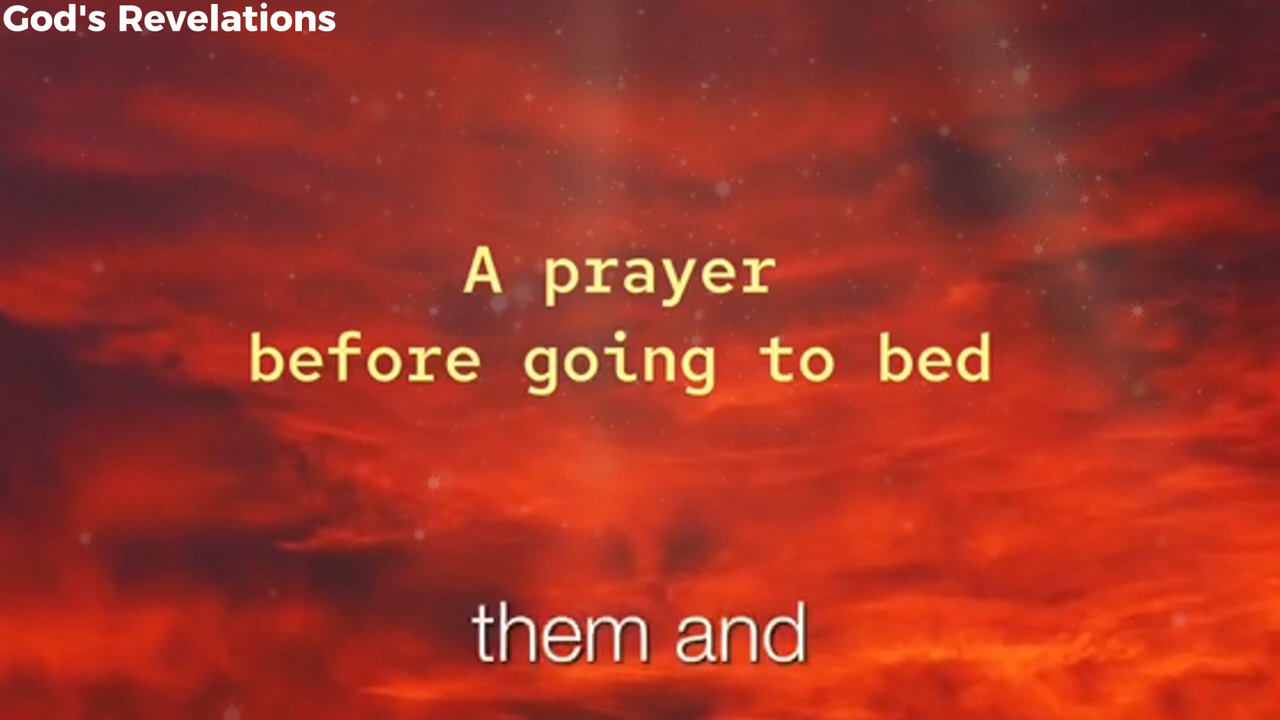 God's Revelations
A prayer
before going to bed
them and